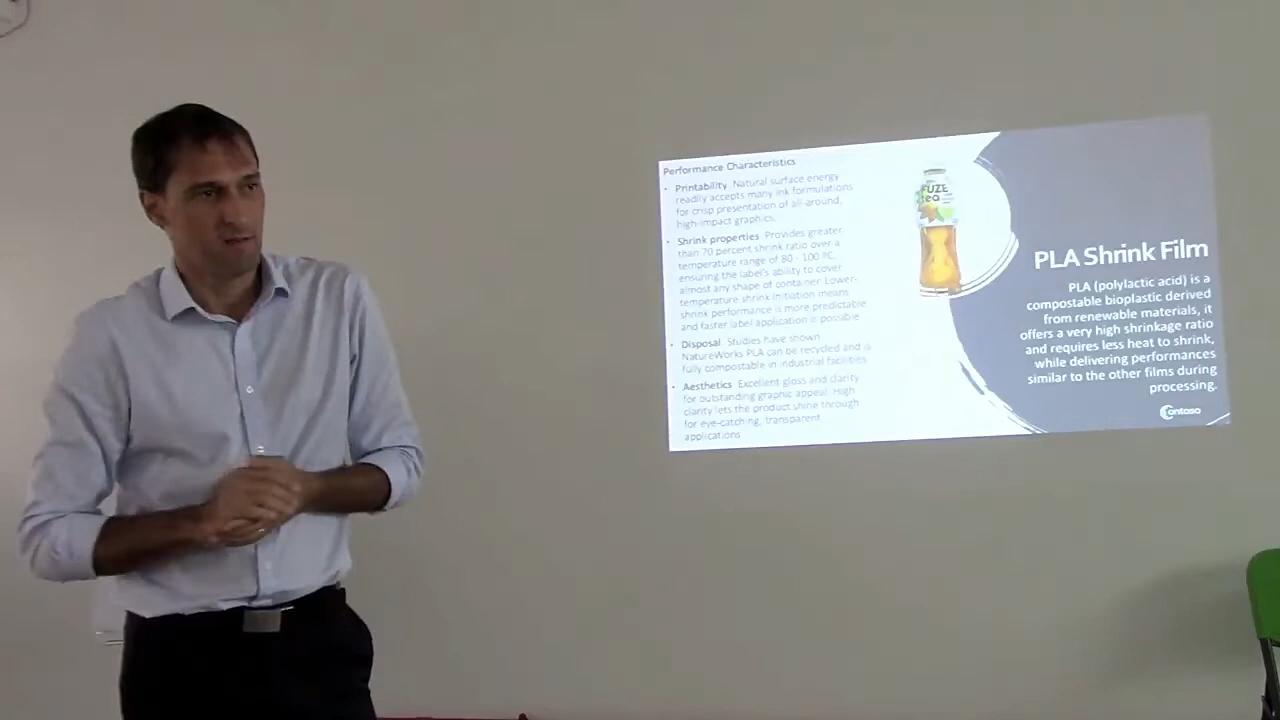 Performance Characteristics
• Printability Natural surface energy
readily accepts many ink formulations
for crisp presentation of all-around,
high-impact graphics.
• Shrink properties Provides greater
than 70 percent shrink ratio over a
temperature range of 80 - 100 ºC,
ensuring the label's ability to cover
almost any shape of container. Lower-
temperature shrink initiation means
shrink performance is more predictable
and faster label application is possible
• Disposal Studies have shown
NatureWorks PLA can be recycled and is
fully compostable in industrial facilities
• Aesthetics Excellent gloss and clarity
for outstanding graphic appeal. High
clarity lets the product shine through
for eye-catching, transparent
applications
FUZE
tea
PLA Shrink Film
PLA (polylactic acid) is a
compostable bioplastic derived
from renewable materials, it
offers a very high shrinkage ratio
and requires less heat to shrink,
while delivering performances
similar to the other films during
processing.
Contoso